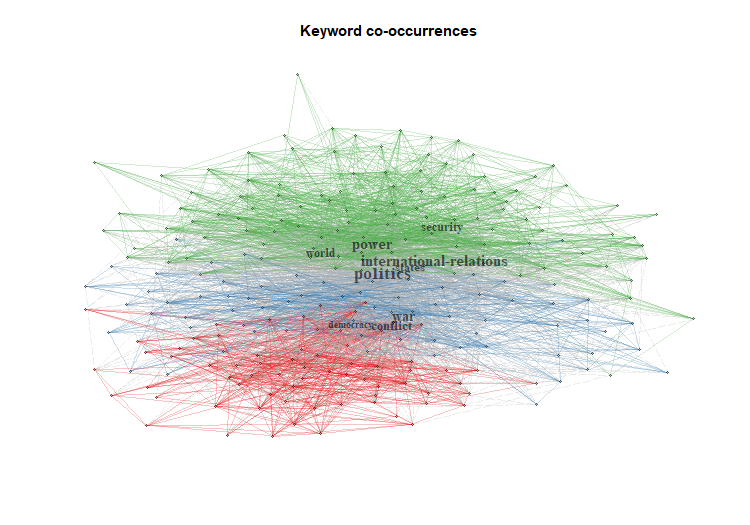 Keyword co-occurrences
security
power
world
international-relations
states
politics
war
democracy
conflict